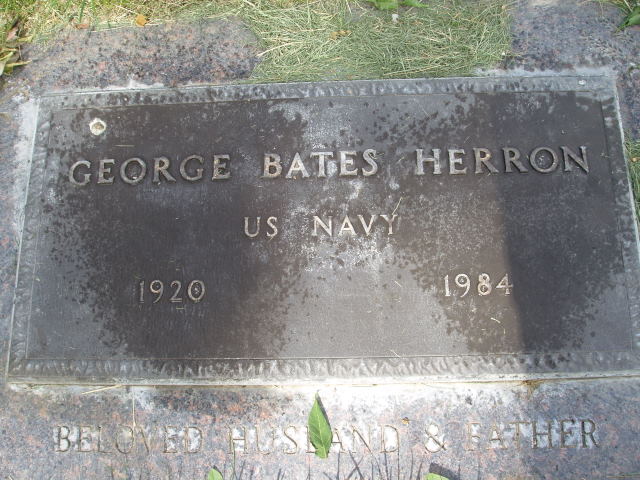 GEORGE BATES HERRON
US NAVY
1920 1984
BELOVED HUSBAND & FATHER